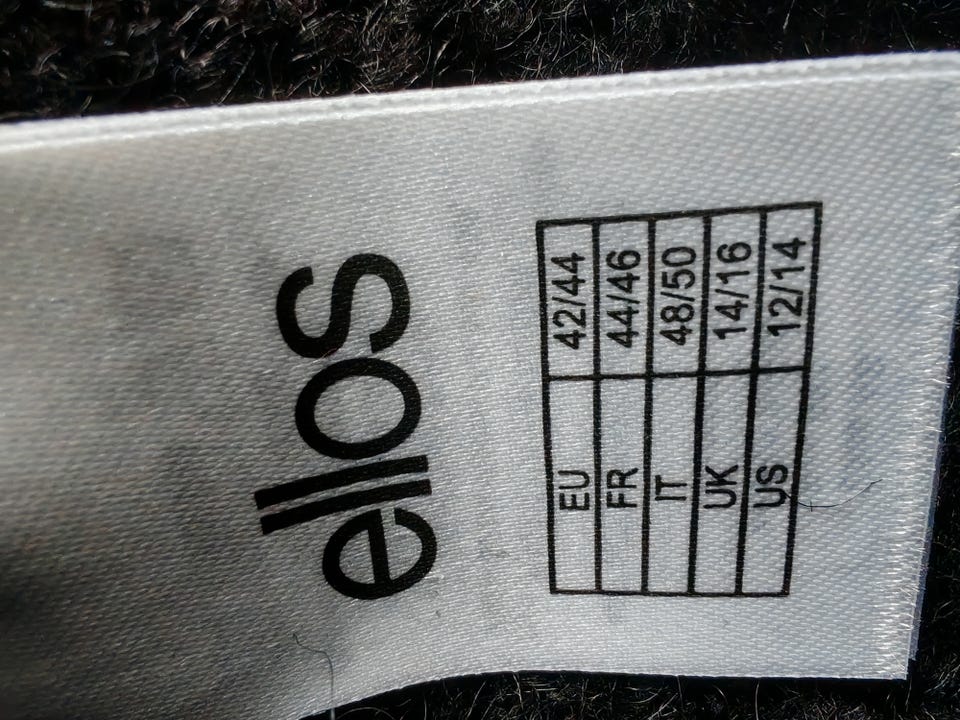 ellos
EU 42/44
FR 44/46
IT 48/50
UK 14/16
US 12/14